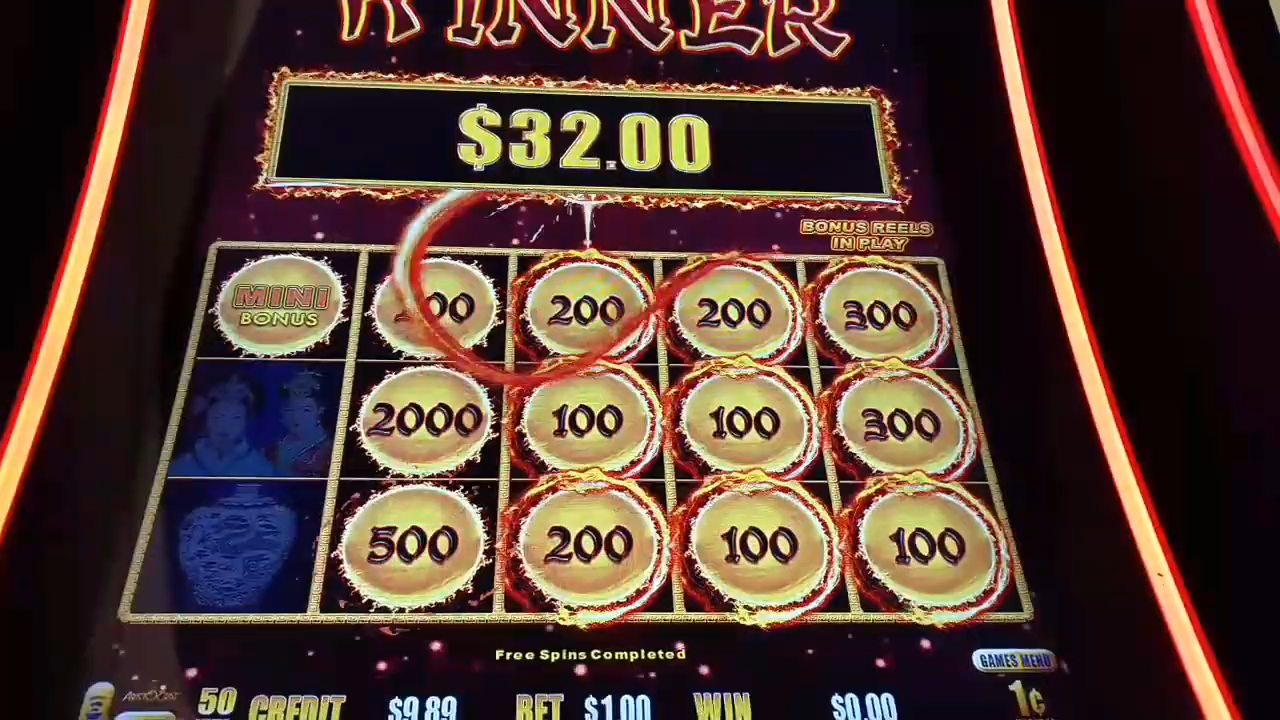 WINNER
$32.00
BONUS REELS
IN PLAY
MINI
BONUS
200
200
300
2000
100
100
300
500
200
100
100
Free Spins Completed
GAMES MENU
50
CREDIT
$9.89
BET
$1.00
WIN
$0.00
1¢